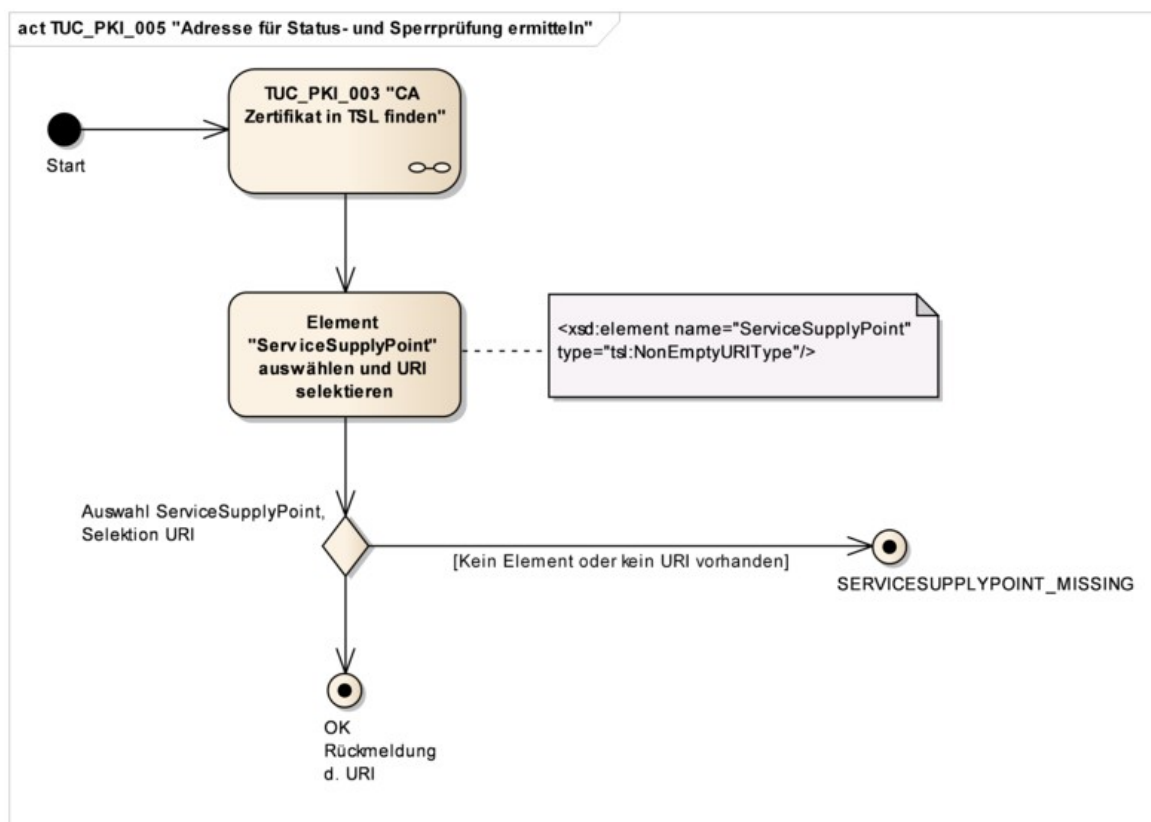 act TUC_PKI_005 "Adresse für Status- und Sperrprüfung ermitteln"
TUC_PKI_003 "CA
Zertifikat in TSL finden"
Start
Element
"ServiceSupplyPoint"
auswählen und URI
selektieren
<xsd:element name="ServiceSupplyPoint"
type="tsl:NonEmptyURIType"/>
Auswahl ServiceSupplyPoint,
Selektion URI
[Kein Element oder kein URI vorhanden]
SERVICESUPPLYPOINT_MISSING
OK
Rückmeldung
d. URI